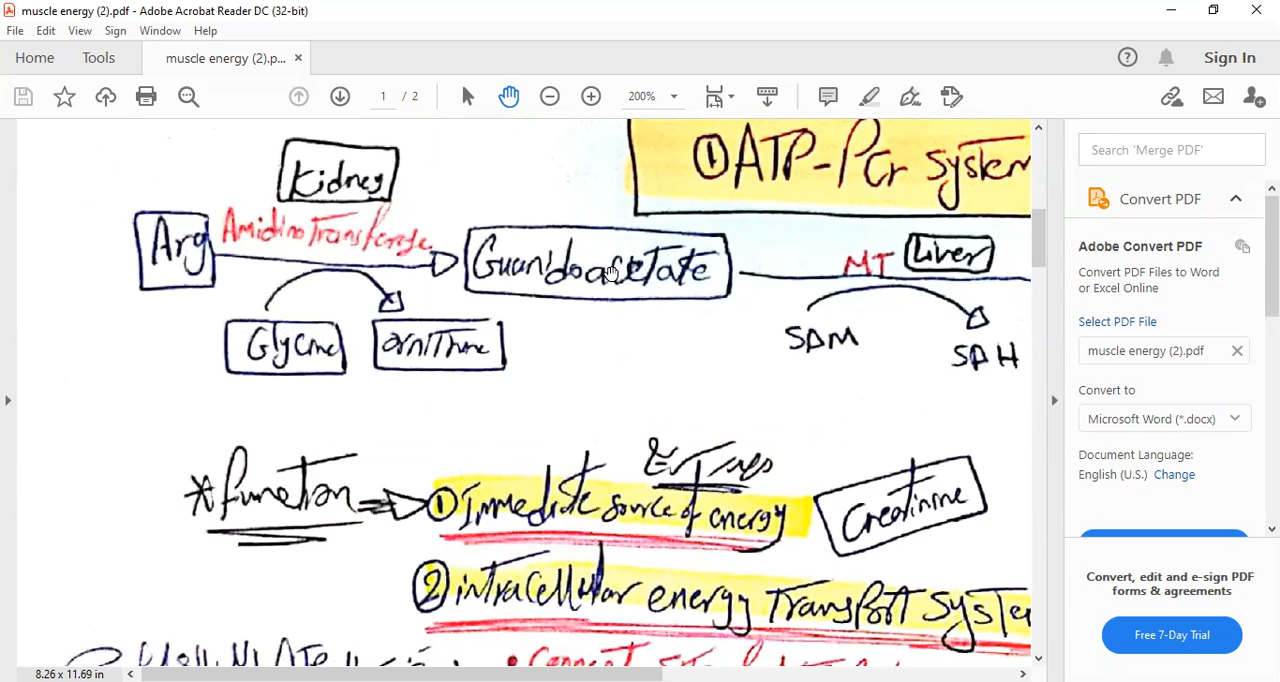 muscle energy (2).pdf - Adobe Acrobat Reader DC (32-bit)
File Edit View Sign Window Help
Home Tools muscle energy (2).p... ×
Sign In
1 / 2
200%
Kidney
① ATP-PCr system
Arg
AmidinoTransferase
Guanidoacetate
MT
Liver
Glycine
ornithine
SAM
SAH
*function
① Immediate source of energy
Creatinine
② intracellular energy Transport System
Search 'Merge PDF'
Convert PDF
Adobe Convert PDF
Convert PDF Files to Word
or Excel Online
Select PDF File
muscle energy (2).pdf
Convert to
Microsoft Word (*.docx)
Document Language:
English (U.S.) Change
Convert, edit and e-sign PDF
forms & agreements
Free 7-Day Trial
8.26 x 11.69 in